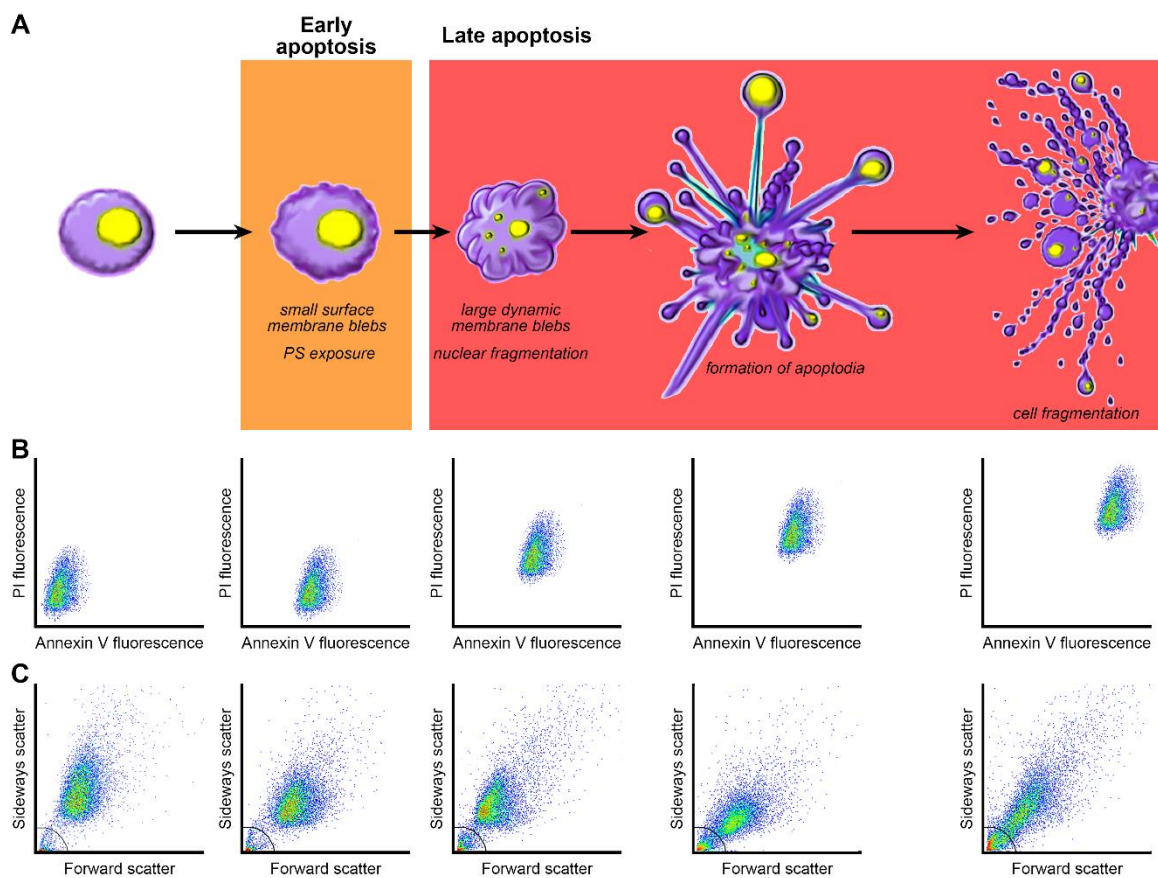 A
Early
apoptosis
Late apoptosis
small surface
membrane blebs
PS exposure
large dynamic
membrane blebs
nuclear fragmentation
formation of apoptodia
cell fragmentation
B
PI fluorescence
Annexin V fluorescence
PI fluorescence
Annexin V fluorescence
PI fluorescence
Annexin V fluorescence
PI fluorescence
Annexin V fluorescence
PI fluorescence
Annexin V fluorescence
C
Sideways scatter
Forward scatter
Sideways scatter
Forward scatter
Sideways scatter
Forward scatter
Sideways scatter
Forward scatter
Sideways scatter
Forward scatter